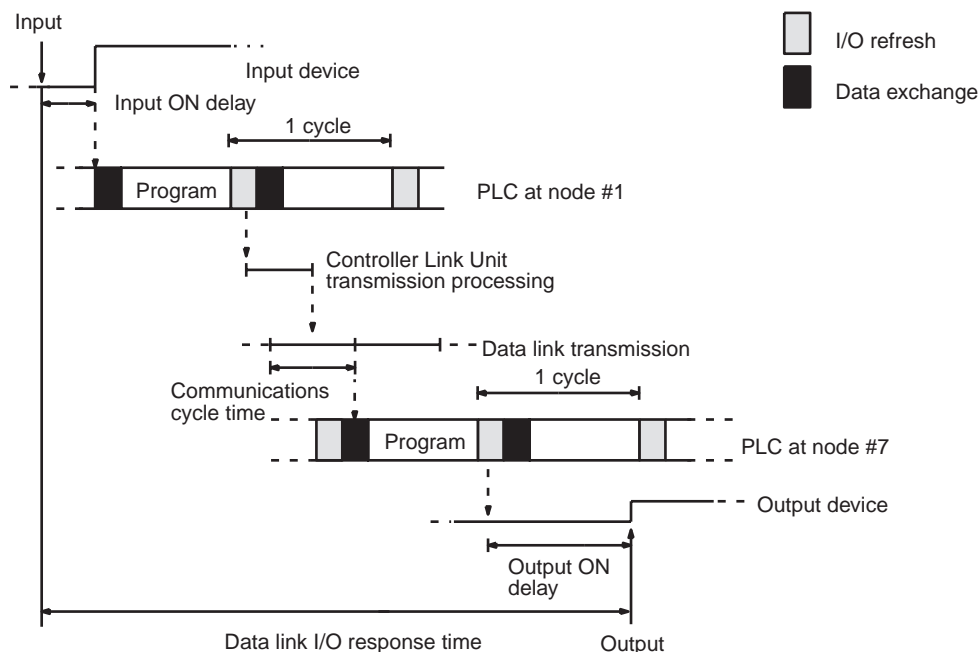 Input
I/O refresh
Data exchange
Input device
Input ON delay
1 cycle
Program
PLC at node #1
Controller Link Unit
transmission processing
Data link transmission
1 cycle
Communications
cycle time
Program
PLC at node #7
Output device
Output ON
delay
Data link I/O response time
Output